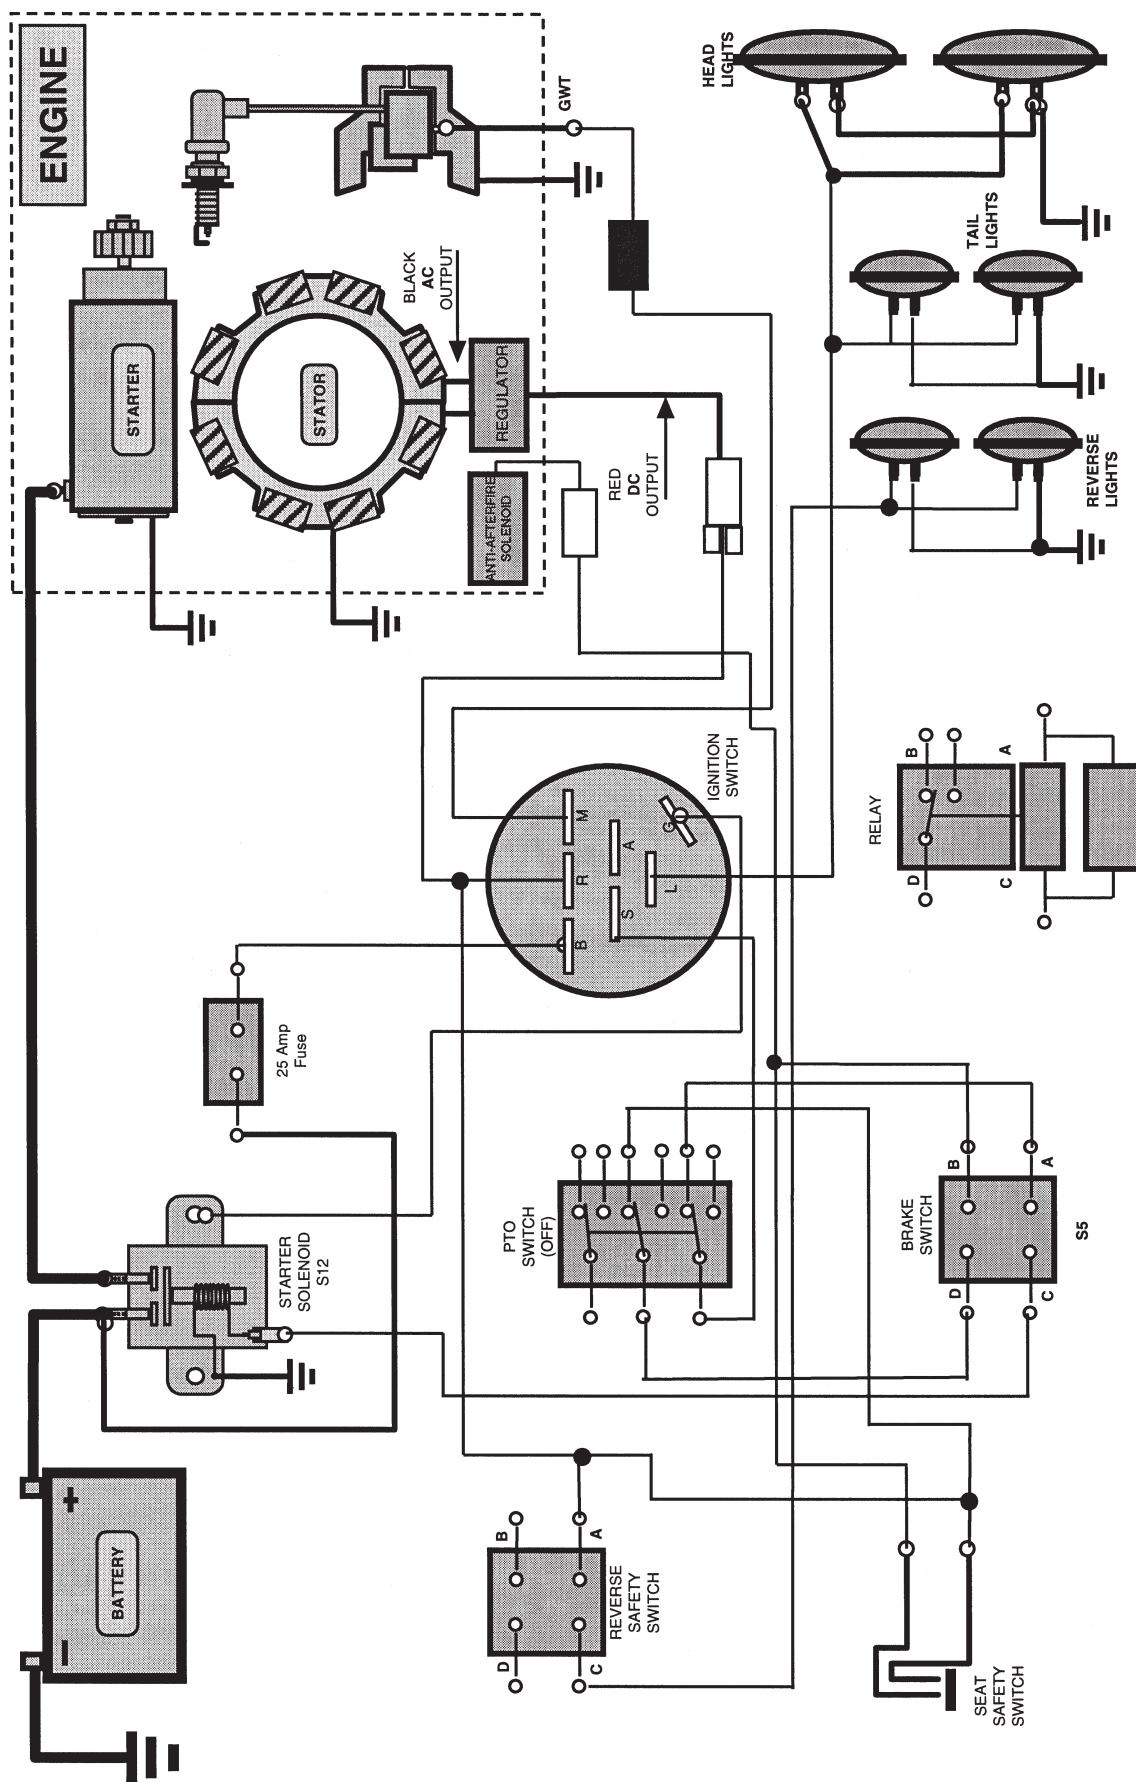 ENGINE
STARTER
STATOR
BLACK
AC
OUTPUT
REGULATOR
ANTI-AFTERFIRE
SOLENOID
GWT
RED
DC
OUTPUT
HEAD
LIGHTS
TAIL
LIGHTS
REVERSE
LIGHTS
IGNITION
SWITCH
M
R
B
A
S
L
G
RELAY
B
A
D
C
25 Amp
Fuse
STARTER
SOLENOID
S12
PTO
SWITCH
(OFF)
BRAKE
SWITCH
S5
B
A
D
C
BATTERY
+
–
REVERSE
SAFETY
SWITCH
B
A
D
C
SEAT
SAFETY
SWITCH